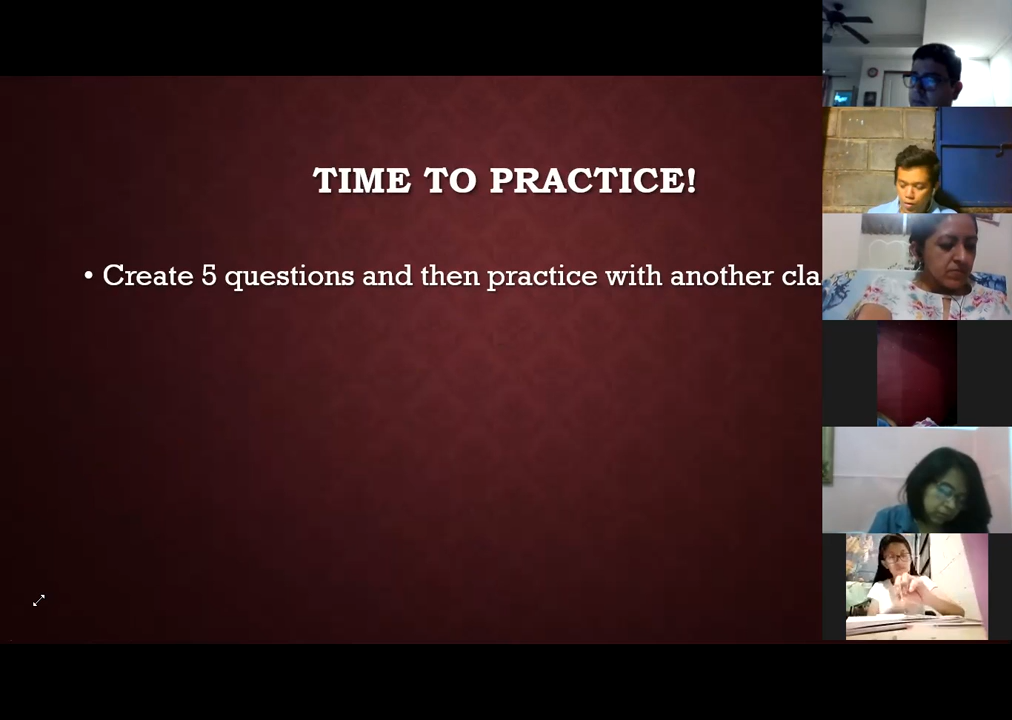 TIME TO PRACTICE!
• Create 5 questions and then practice with another cla